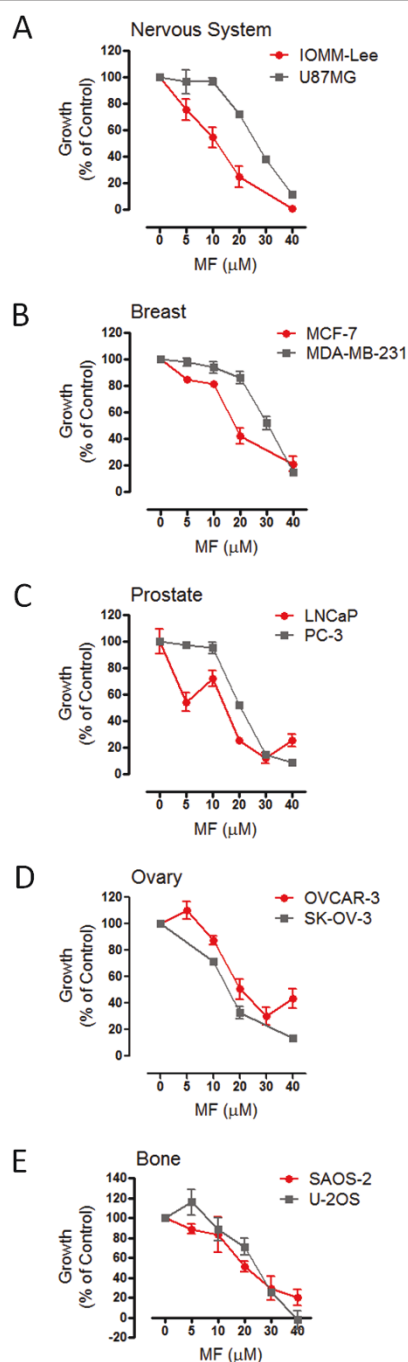 A
Nervous System
IOMM-Lee
U87MG
Growth
(% of Control)
120
100
80
60
40
20
0
0 5 10 20 30 40
MF (μM)
B
Breast
MCF-7
MDA-MB-231
Growth
(% of Control)
120
100
80
60
40
20
0
0 5 10 20 30 40
MF (μM)
C
Prostate
LNCaP
PC-3
Growth
(% of Control)
120
100
80
60
40
20
0
0 5 10 20 30 40
MF (μM)
D
Ovary
OVCAR-3
SK-OV-3
Growth
(% of Control)
120
100
80
60
40
20
0
0 5 10 20 30 40
MF (μM)
E
Bone
SAOS-2
U-2OS
Growth
(% of Control)
140
120
100
80
60
40
20
0
-20
0 5 10 20 30 40
MF (μM)